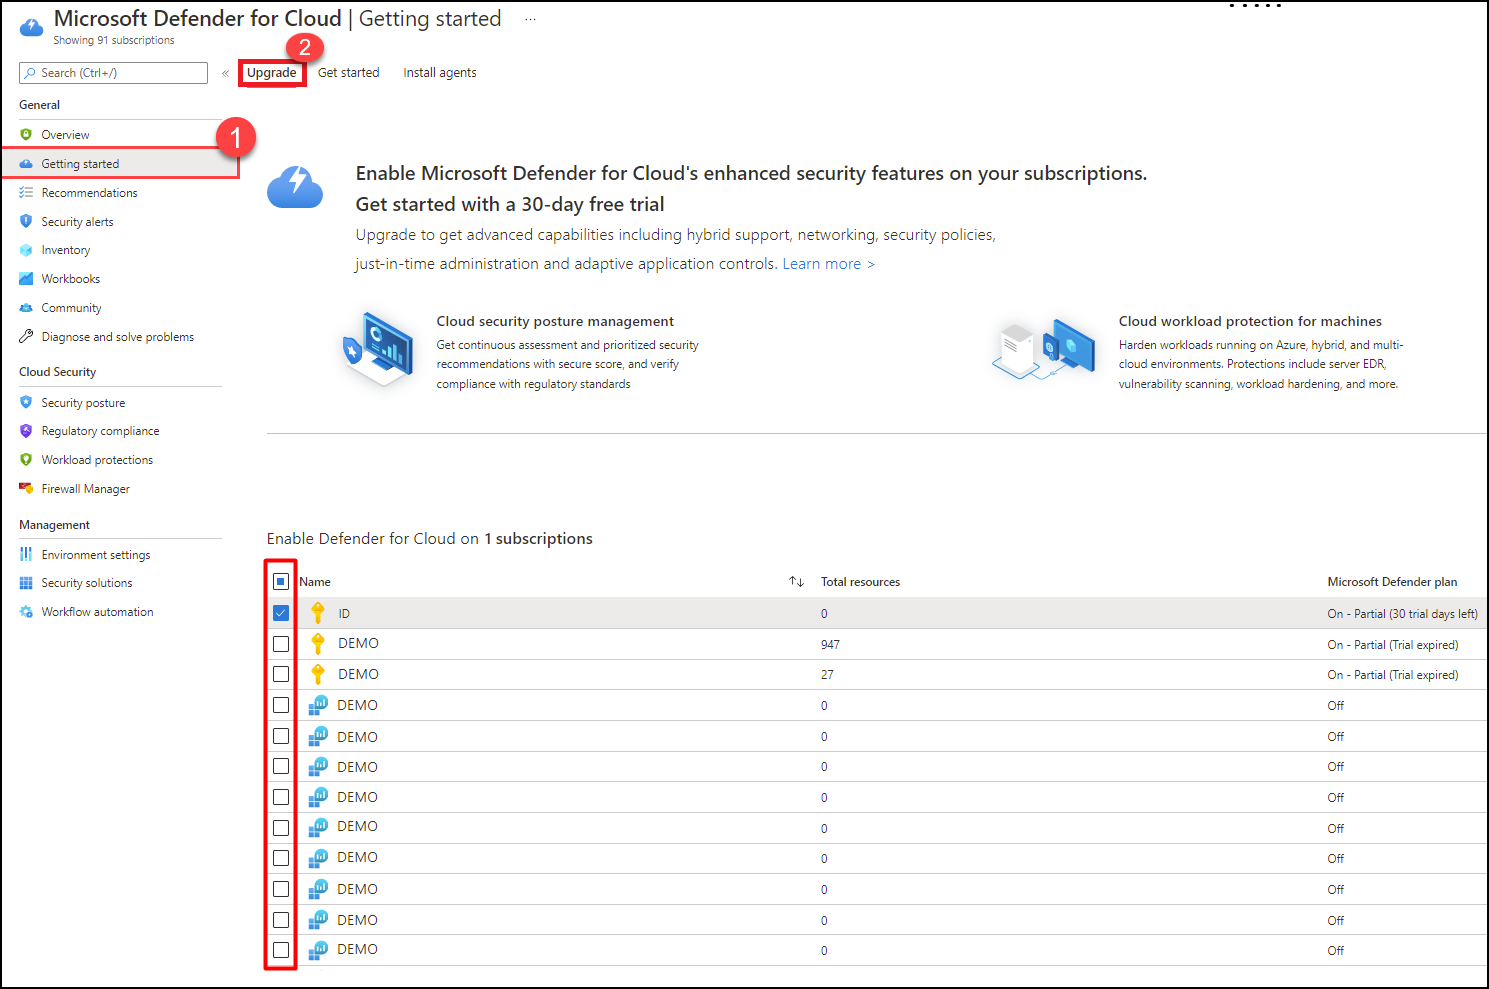 Microsoft Defender for Cloud | Getting started ...
Showing 91 subscriptions
2
Search (Ctrl+/)
«
Upgrade
Get started
Install agents
General
Overview
1
Getting started
Recommendations
Security alerts
Inventory
Workbooks
Community
Diagnose and solve problems
Cloud Security
Security posture
Regulatory compliance
Workload protections
Firewall Manager
Management
Environment settings
Security solutions
Workflow automation
Enable Microsoft Defender for Cloud's enhanced security features on your subscriptions.
Get started with a 30-day free trial
Upgrade to get advanced capabilities including hybrid support, networking, security policies,
just-in-time administration and adaptive application controls. Learn more >
Cloud security posture management
Get continuous assessment and prioritized security
recommendations with secure score, and verify
compliance with regulatory standards
Cloud workload protection for machines
Harden workloads running on Azure, hybrid, and multi-
cloud environments. Protections include server EDR,
vulnerability scanning, workload hardening, and more.
Enable Defender for Cloud on 1 subscriptions
Name ↑↓ Total resources Microsoft Defender plan
ID 0 On - Partial (30 trial days left)
DEMO 947 On - Partial (Trial expired)
DEMO 27 On - Partial (Trial expired)
DEMO 0 Off
DEMO 0 Off
DEMO 0 Off
DEMO 0 Off
DEMO 0 Off
DEMO 0 Off
DEMO 0 Off
DEMO 0 Off
DEMO 0 Off